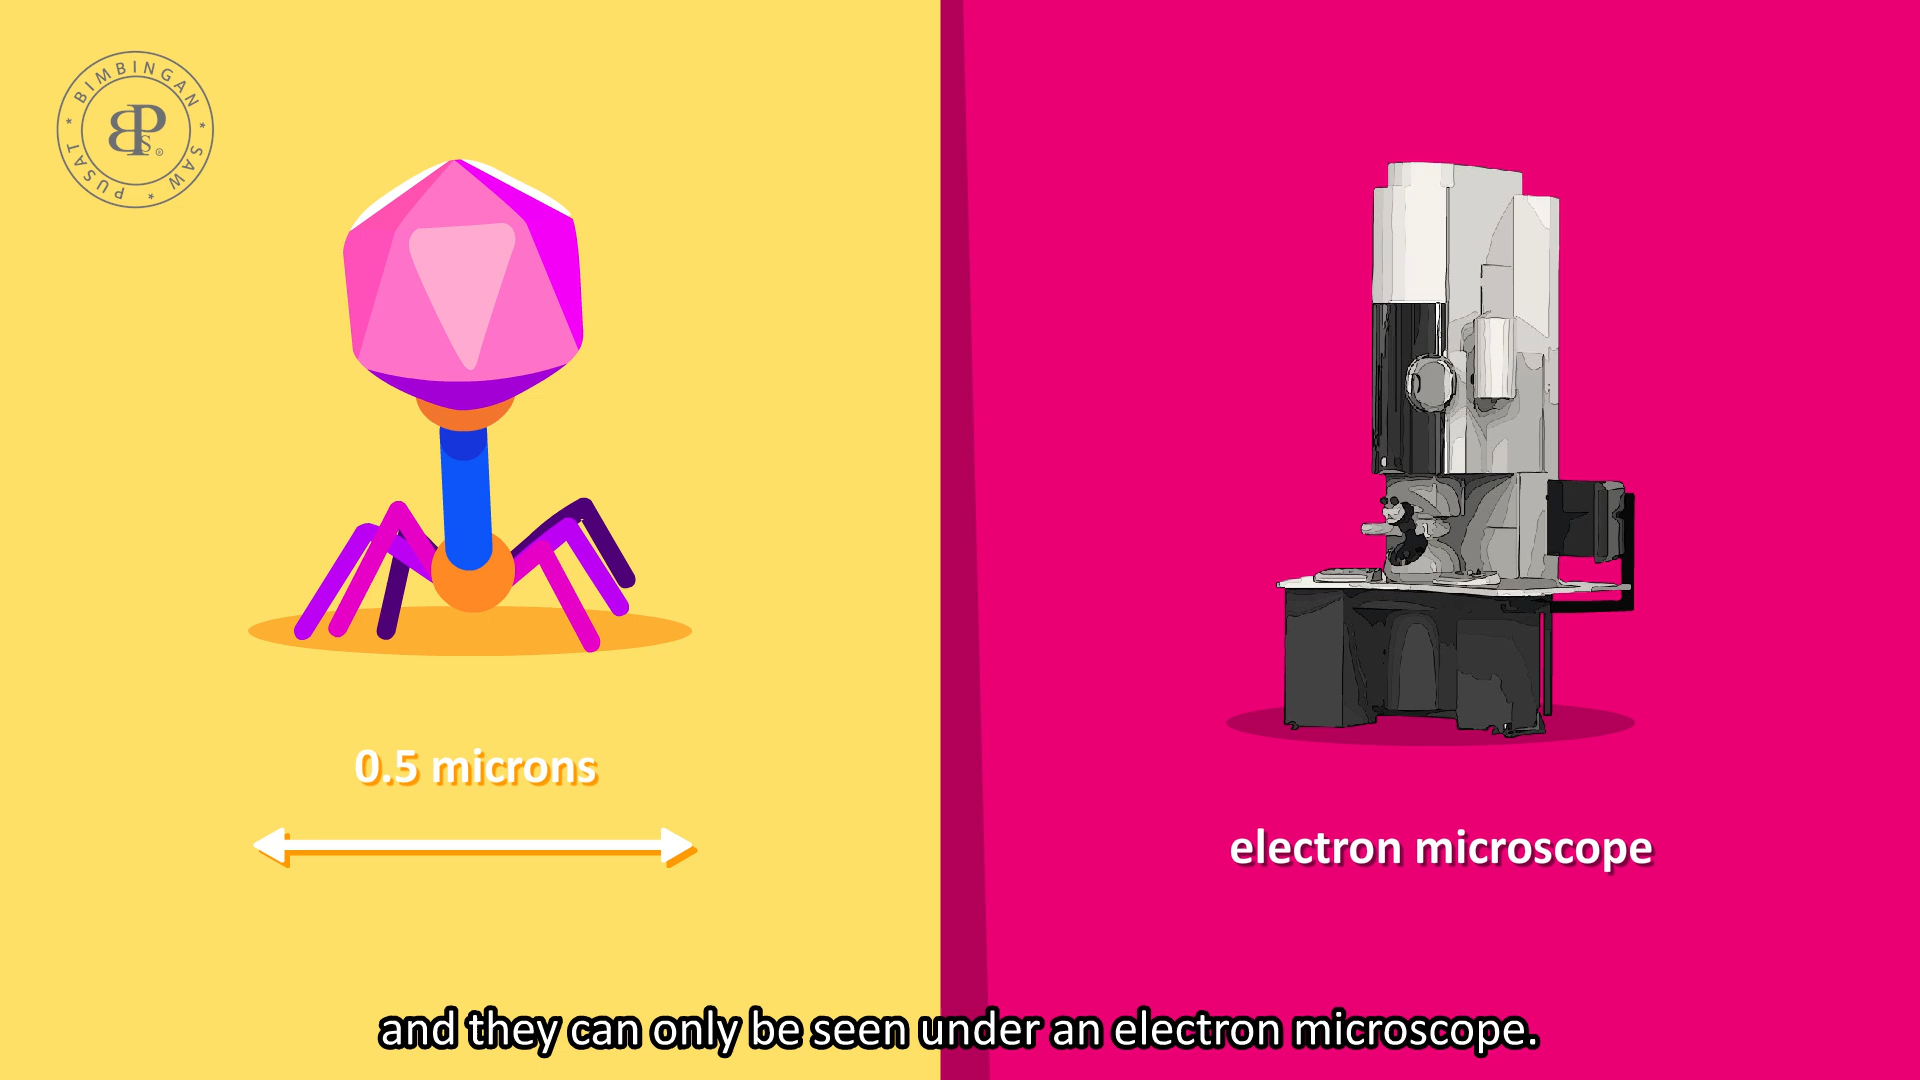 PUSAT * BIMBINGAN * SAW *
BPS®
0.5 microns
electron microscope
and they can only be seen under an electron microscope.